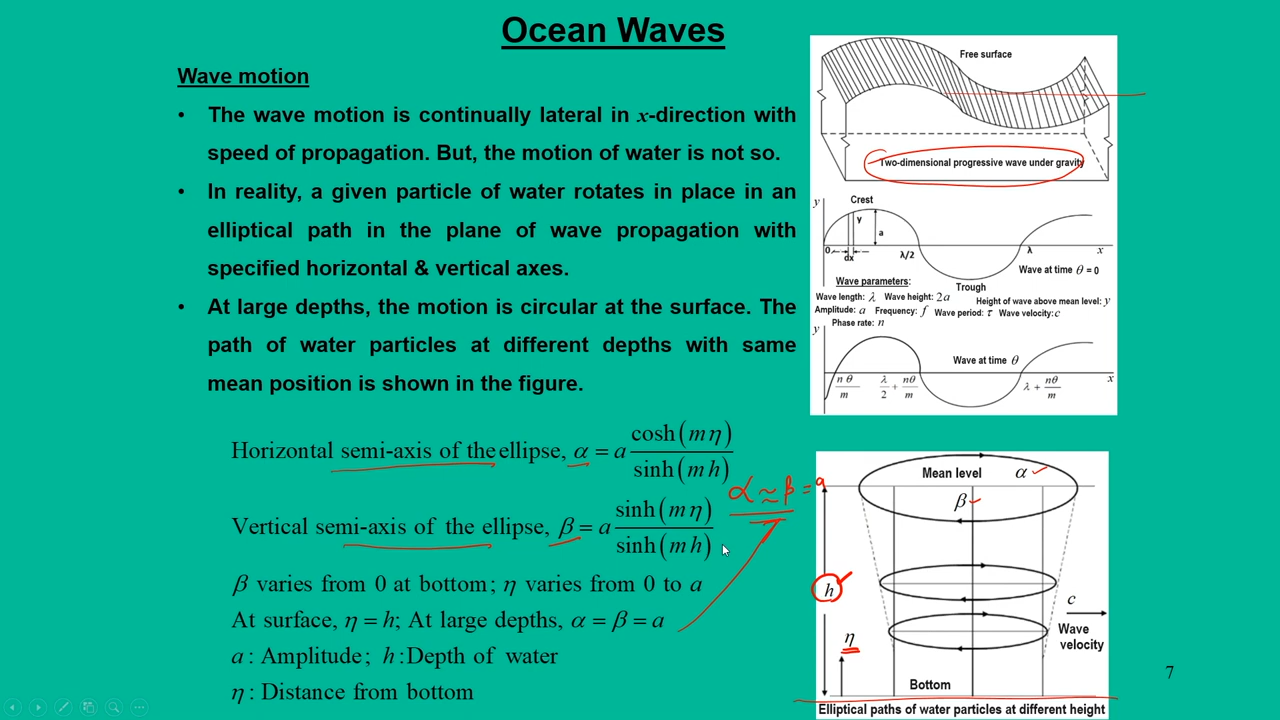 Ocean Waves
Wave motion
• The wave motion is continually lateral in x-direction with
speed of propagation. But, the motion of water is not so.
• In reality, a given particle of water rotates in place in an
elliptical path in the plane of wave propagation with
specified horizontal & vertical axes.
• At large depths, the motion is circular at the surface. The
path of water particles at different depths with same
mean position is shown in the figure.
Horizontal semi-axis of the ellipse, α = a cosh(mη) / sinh(mh)
Vertical semi-axis of the ellipse, β = a sinh(mη) / sinh(mh)
α ≈ β = a
β varies from 0 at bottom; η varies from 0 to a
At surface, η = h; At large depths, α = β = a
a : Amplitude; h :Depth of water
η : Distance from bottom
Free surface
Two-dimensional progressive wave under gravity
y
Crest
y
a
0
dx
λ/2
λ
x
Wave at time θ = 0
Trough
Wave parameters:
Wave length: λ Wave height: 2a Height of wave above mean level: y
Amplitude: a Frequency: f Wave period: τ Wave velocity: c
Phase rate: n
y
Wave at time θ
nθ/m
λ/2 + nθ/m
λ + nθ/m
x
Mean level α
β
h
c
Wave
velocity
η
Bottom
Elliptical paths of water particles at different height
7